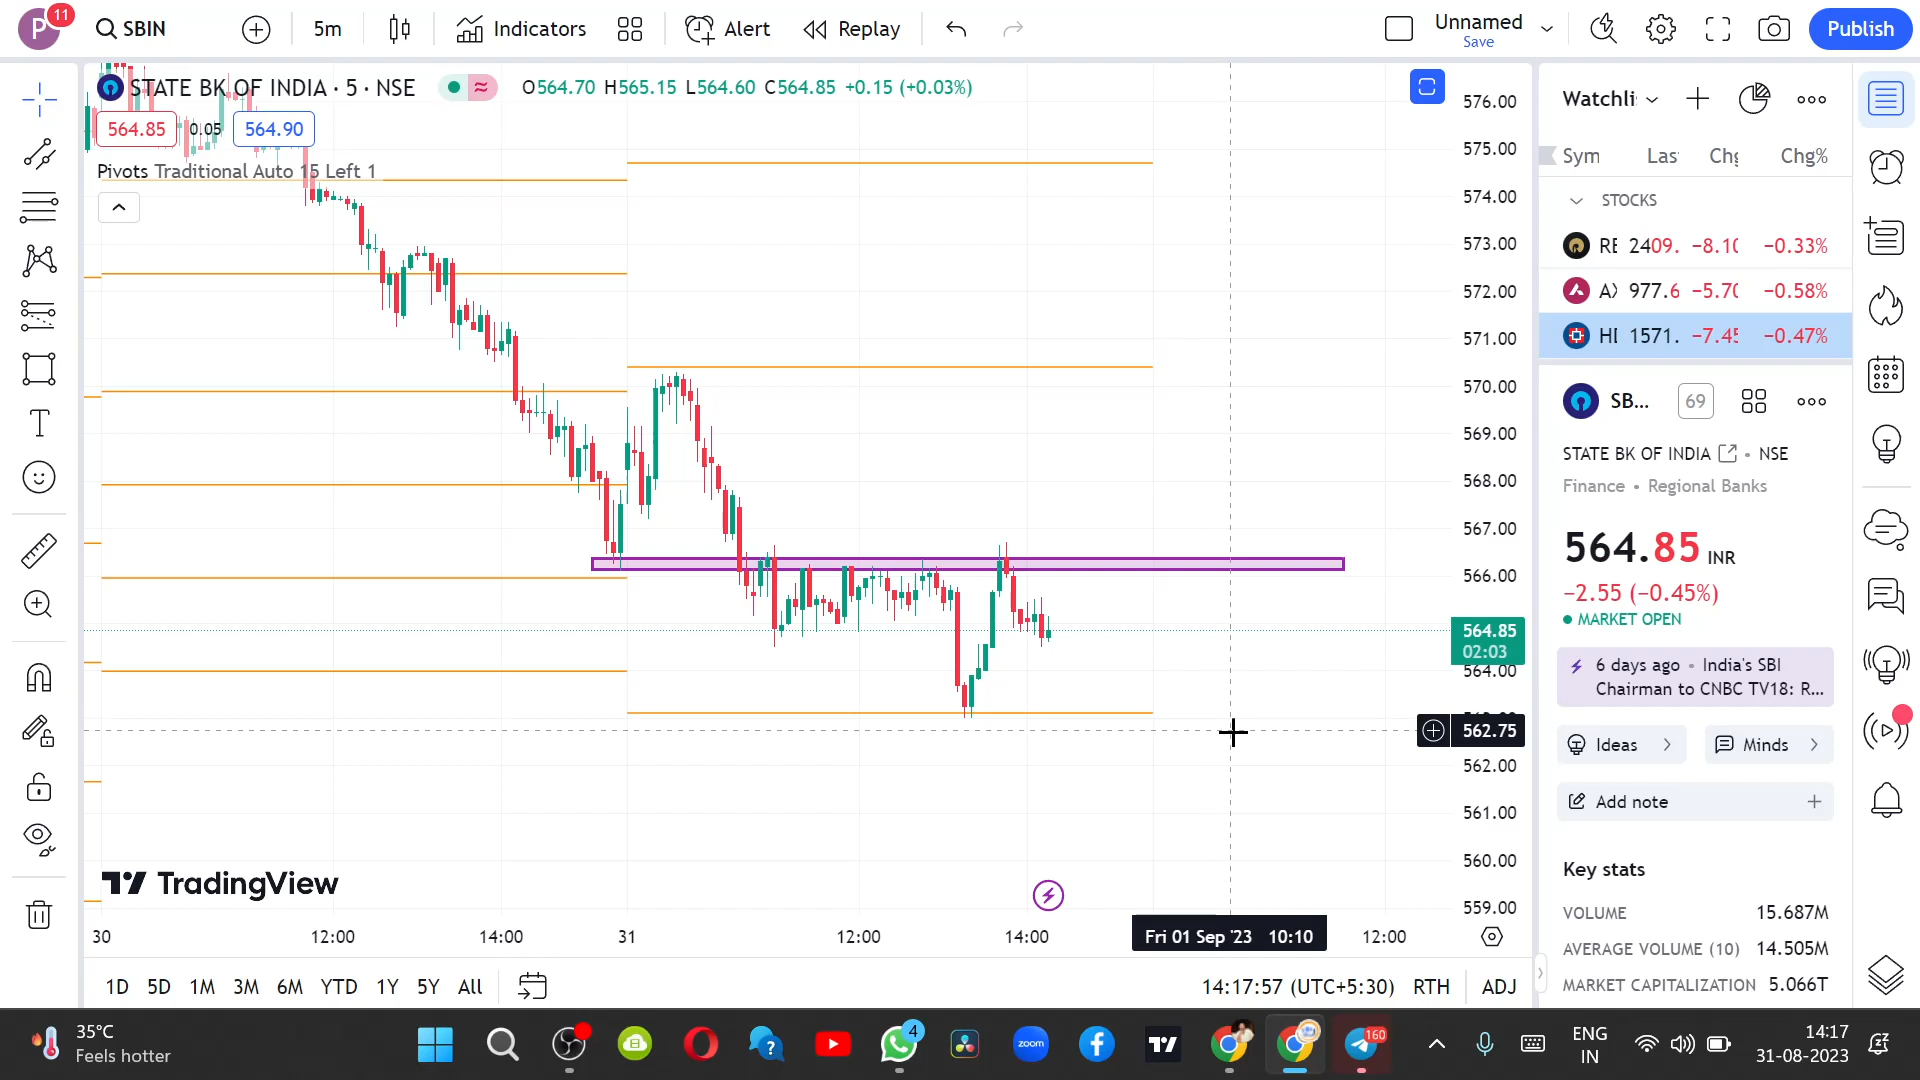 P 11 SBIN 5m Indicators Alert Replay Unnamed Save Publish
STATE BK OF INDIA · 5 · NSE O564.70 H565.15 L564.60 C564.85 +0.15 (+0.03%)
564.85 0.05 564.90
Pivots Traditional Auto 15 Left 1
576.00
575.00
574.00
573.00
572.00
571.00
570.00
569.00
568.00
567.00
566.00
564.85
02:03
564.00
562.75
562.00
561.00
560.00
559.00
TradingView
30 12:00 14:00 31 12:00 14:00 Fri 01 Sep '23 10:10 12:00
1D 5D 1M 3M 6M YTD 1Y 5Y All 14:17:57 (UTC+5:30) RTH ADJ
Watchli
Sym Las Chg Chg%
STOCKS
RE 2409. −8.10 −0.33%
977.6 −5.70 −0.58%
1571. −7.45 −0.47%
SB... 69
STATE BK OF INDIA • NSE
Finance • Regional Banks
564.85 INR
−2.55 (−0.45%)
MARKET OPEN
6 days ago • India's SBI
Chairman to CNBC TV18: R...
Ideas Minds
Add note
Key stats
VOLUME 15.687M
AVERAGE VOLUME (10) 14.505M
MARKET CAPITALIZATION 5.066T
35°C
Feels hotter
4
zoom
160
ENG
IN
14:17
31-08-2023